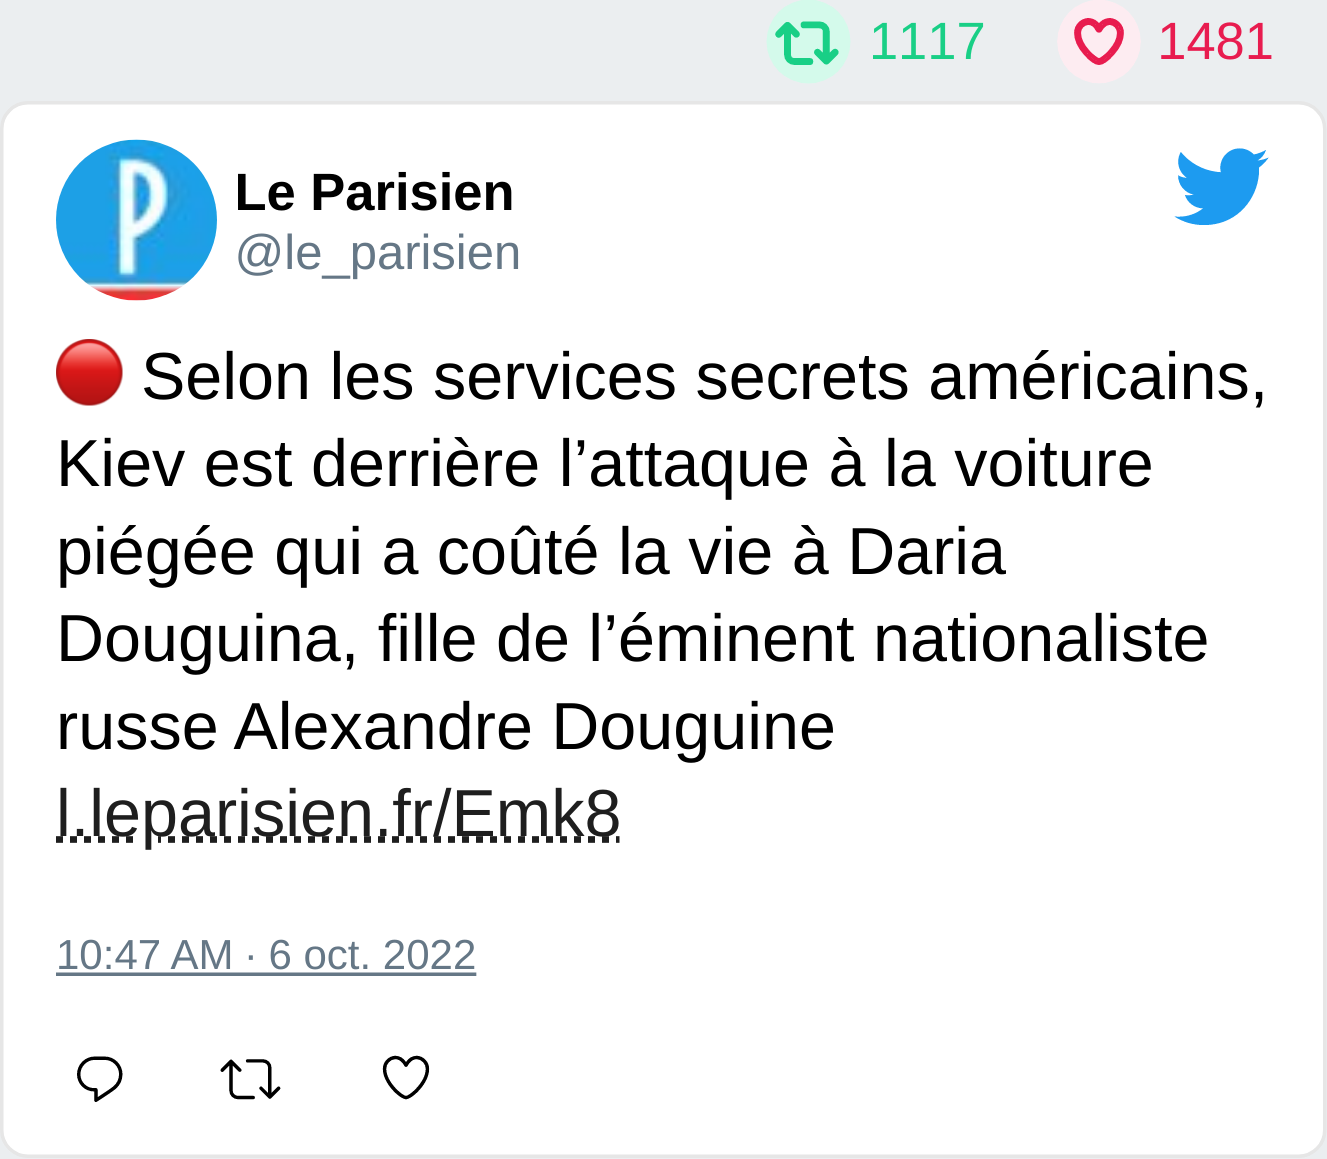 1117 1481
Le Parisien
@le_parisien
🔴 Selon les services secrets américains,
Kiev est derrière l’attaque à la voiture
piégée qui a coûté la vie à Daria
Douguina, fille de l’éminent nationaliste
russe Alexandre Douguine
l.leparisien.fr/Emk8
10:47 AM · 6 oct. 2022